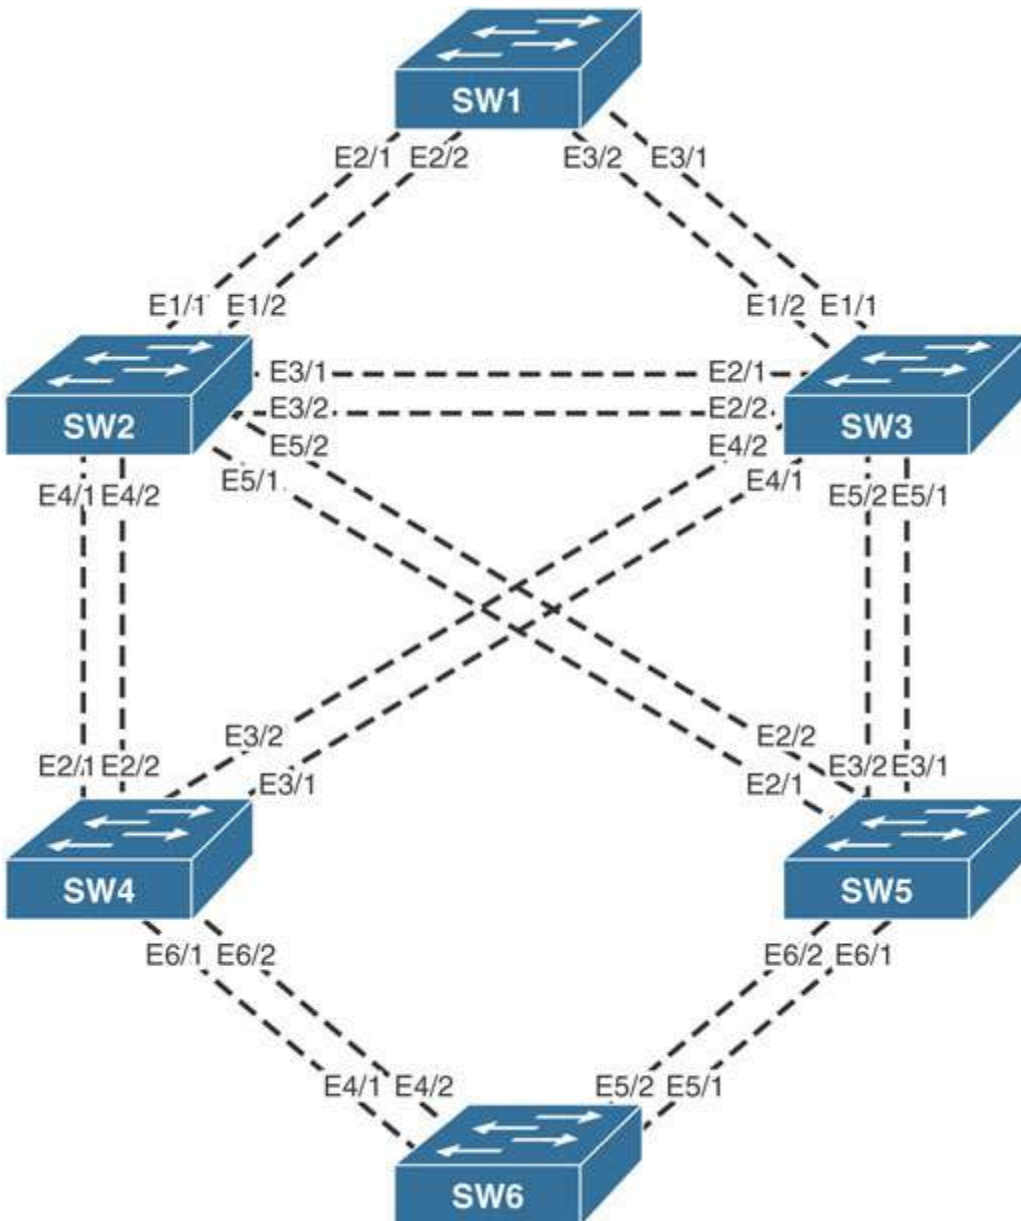 SW1
E2/1 E2/2 E3/2 E3/1
E1/1 E1/2 E1/2 E1/1
E3/1 E2/1
SW2 E3/2 E2/2 SW3
E5/2 E4/2
E5/1 E4/1
E4/1 E4/2 E5/2 E5/1
E3/2 E2/2
E2/1 E2/2 E3/2 E3/1
E3/1 E2/1
SW4 SW5
E6/1 E6/2 E6/2 E6/1
E4/1 E4/2 E5/2 E5/1
SW6